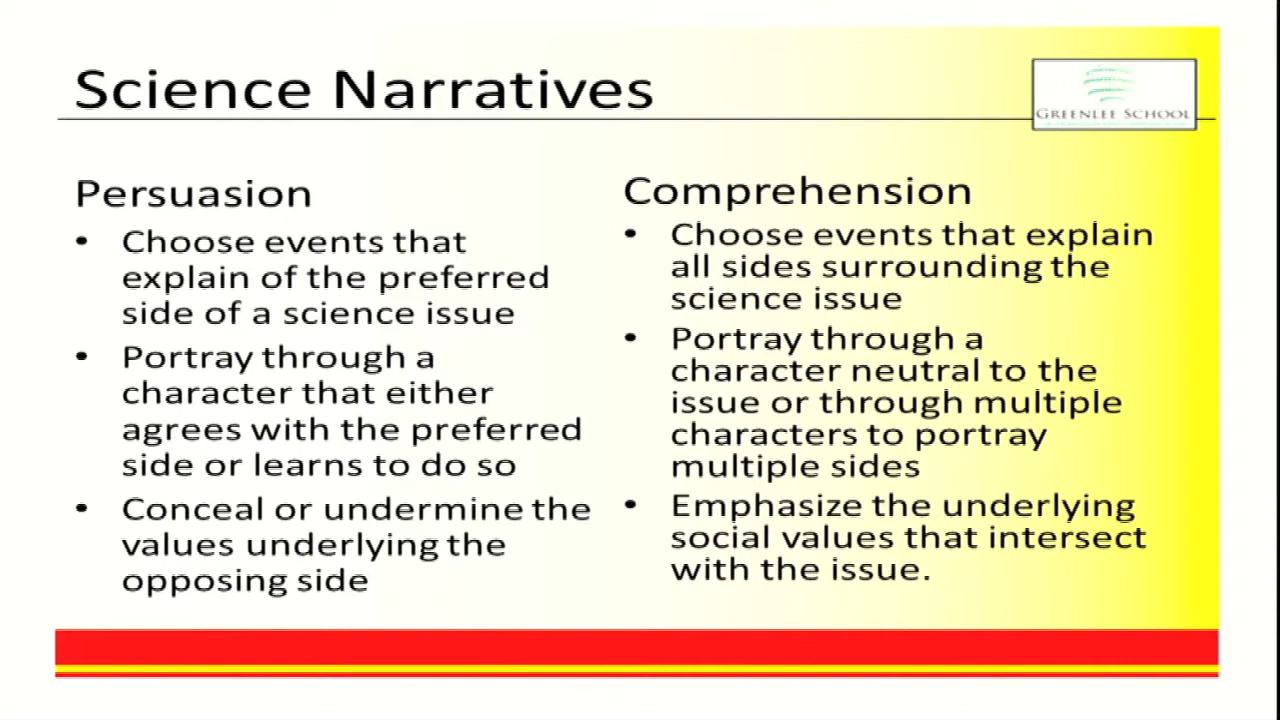 Science Narratives
GREENLEE SCHOOL
Persuasion
• Choose events that
explain of the preferred
side of a science issue
• Portray through a
character that either
agrees with the preferred
side or learns to do so
• Conceal or undermine the
values underlying the
opposing side
Comprehension
• Choose events that explain
all sides surrounding the
science issue
• Portray through a
character neutral to the
issue or through multiple
characters to portray
multiple sides
• Emphasize the underlying
social values that intersect
with the issue.